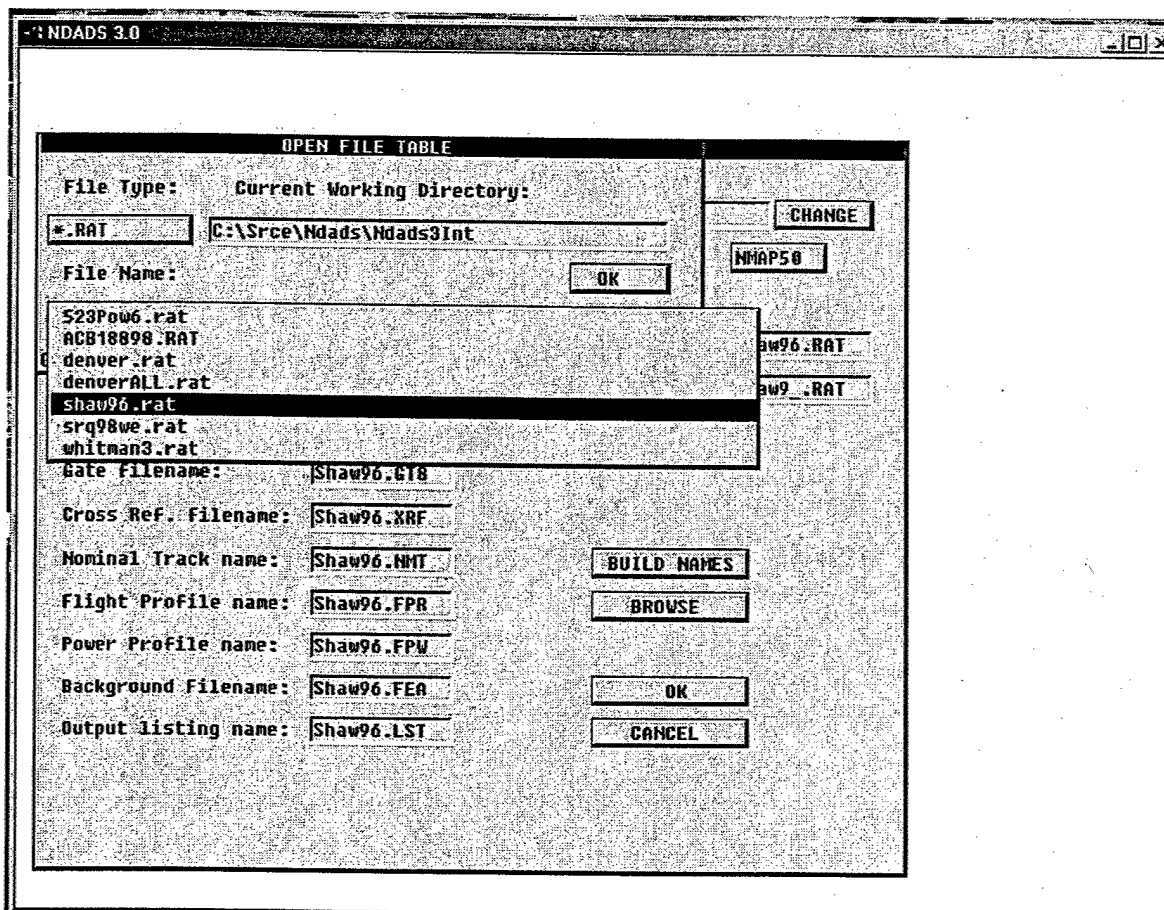 NDADS 3.0
OPEN FILE TABLE
File Type: Current Working Directory:
*.RAT C:\Srce\Ndads\Ndads3Int
CHANGE
NMAP50
File Name: OK
523Pow6.rat
ACB18898.RAT
denver.rat
denverALL.rat
shaw96.rat
srq98we.rat
whitman3.rat
aw96.RAT
aw9_.RAT
Gate filename: Shaw96.GTB
Cross Ref. Filename: Shaw96.XRF
Nominal Track name: Shaw96.NMT BUILD NAMES
Flight Profile name: Shaw96.FPR BROWSE
Power Profile name: Shaw96.FPW
Background Filename: Shaw96.FEA OK
Output listing name: Shaw96.LST CANCEL